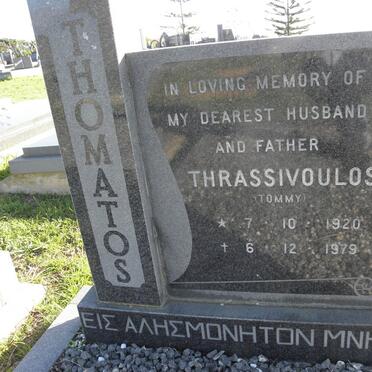 THOMATOS
IN LOVING MEMORY OF
MY DEAREST HUSBAND
AND FATHER
THRASSIVOULOS
(TOMMY)
* 7 · 10 · 1920
† 6 · 12 · 1979
ΕΙΣ ΑΛΗΣΜΟΝΗΤΟΝ ΜΝΗ